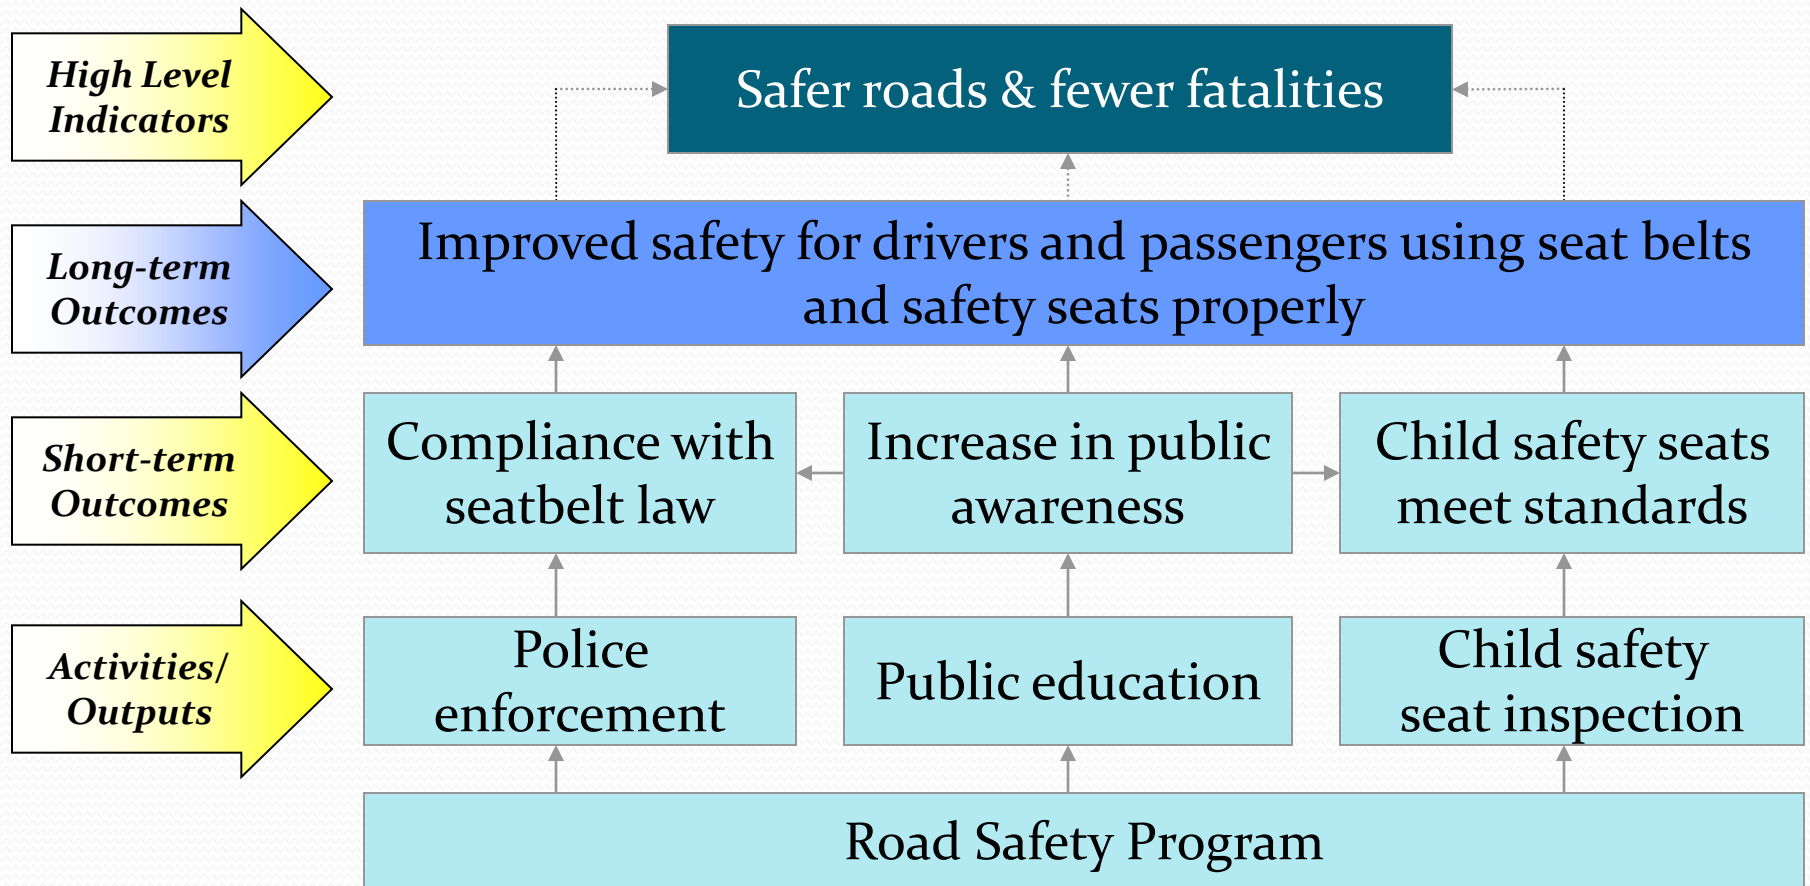 High Level
Indicators
Safer roads & fewer fatalities
Long-term
Outcomes
Improved safety for drivers and passengers using seat belts
and safety seats properly
Short-term
Outcomes
Compliance with
seatbelt law
Increase in public
awareness
Child safety seats
meet standards
Activities/
Outputs
Police
enforcement
Public education
Child safety
seat inspection
Road Safety Program